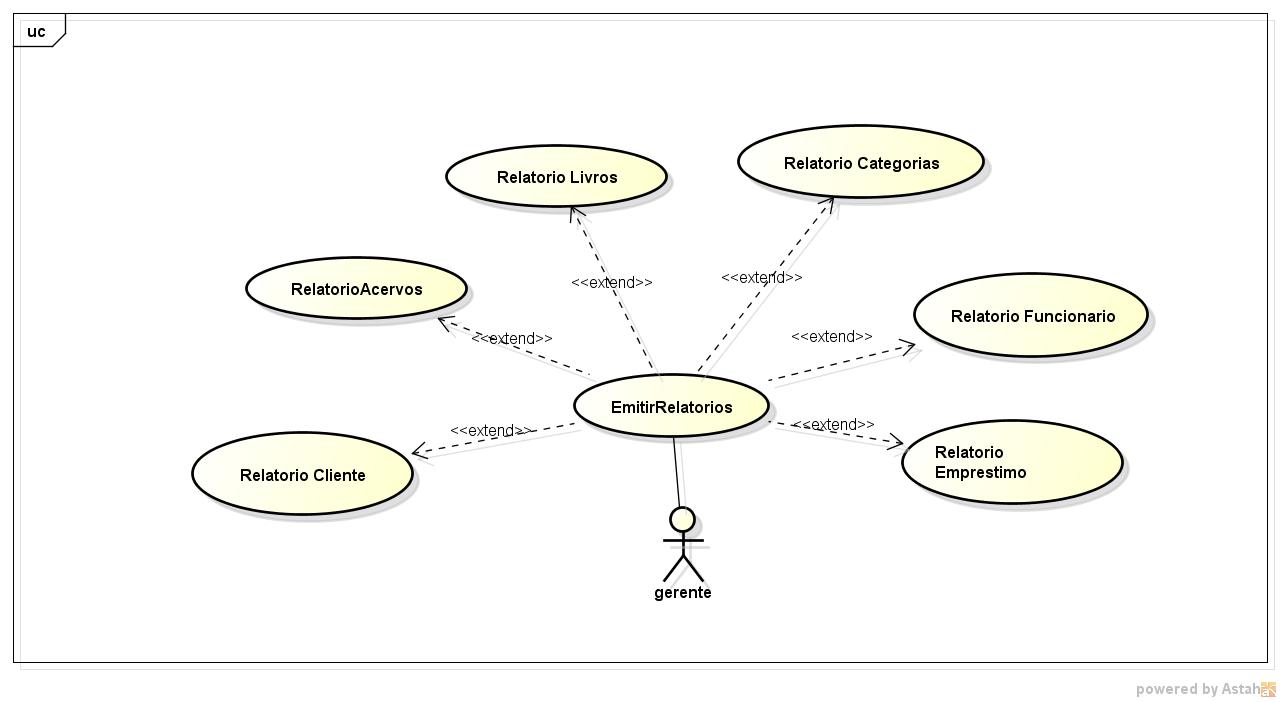 uc
Relatorio Categorias
Relatorio Livros
<<extend>>
<<extend>>
RelatorioAcervos
Relatorio Funcionario
<<extend>>
<<extend>>
EmitirRelatorios
<<extend>>
<<extend>>
Relatorio Cliente
Relatorio
Emprestimo
gerente
powered by Astah